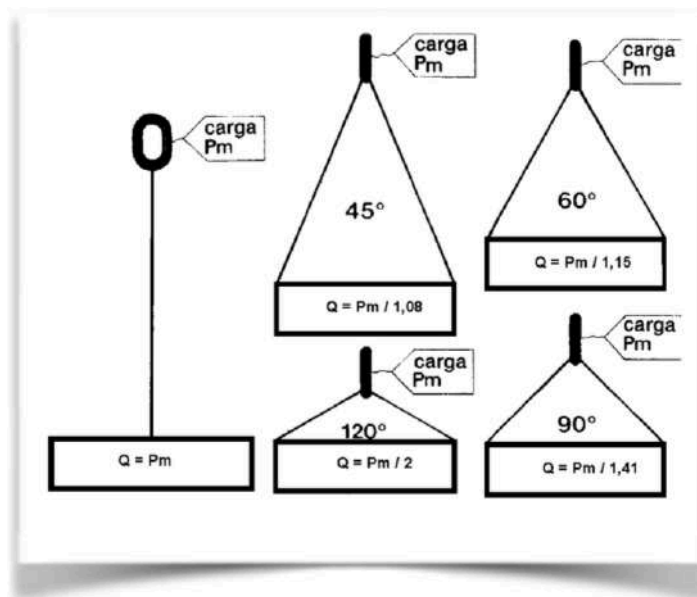 carga
Pm
Q = Pm
carga
Pm
45°
Q = Pm / 1,08
carga
Pm
60°
Q = Pm / 1,15
carga
Pm
120°
Q = Pm / 2
carga
Pm
90°
Q = Pm / 1,41